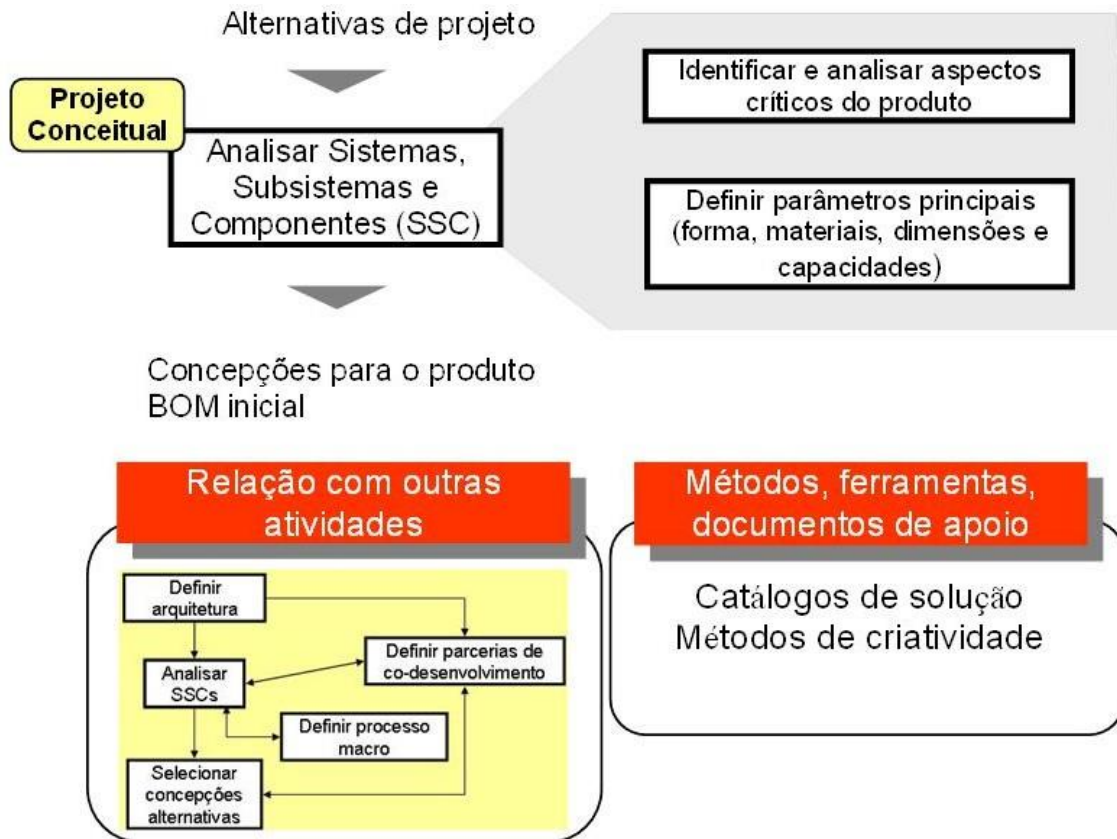 Alternativas de projeto
Projeto
Conceitual
Analisar Sistemas,
Subsistemas e
Componentes (SSC)
Identificar e analisar aspectos
críticos do produto
Definir parâmetros principais
(forma, materiais, dimensões e
capacidades)
Concepções para o produto
BOM inicial
Relação com outras
atividades
Definir
arquitetura
Analisar
SSCs
Definir parcerias de
co-desenvolvimento
Definir processo
macro
Selecionar
concepções
alternativas
Métodos, ferramentas,
documentos de apoio
Catálogos de solução
Métodos de criatividade